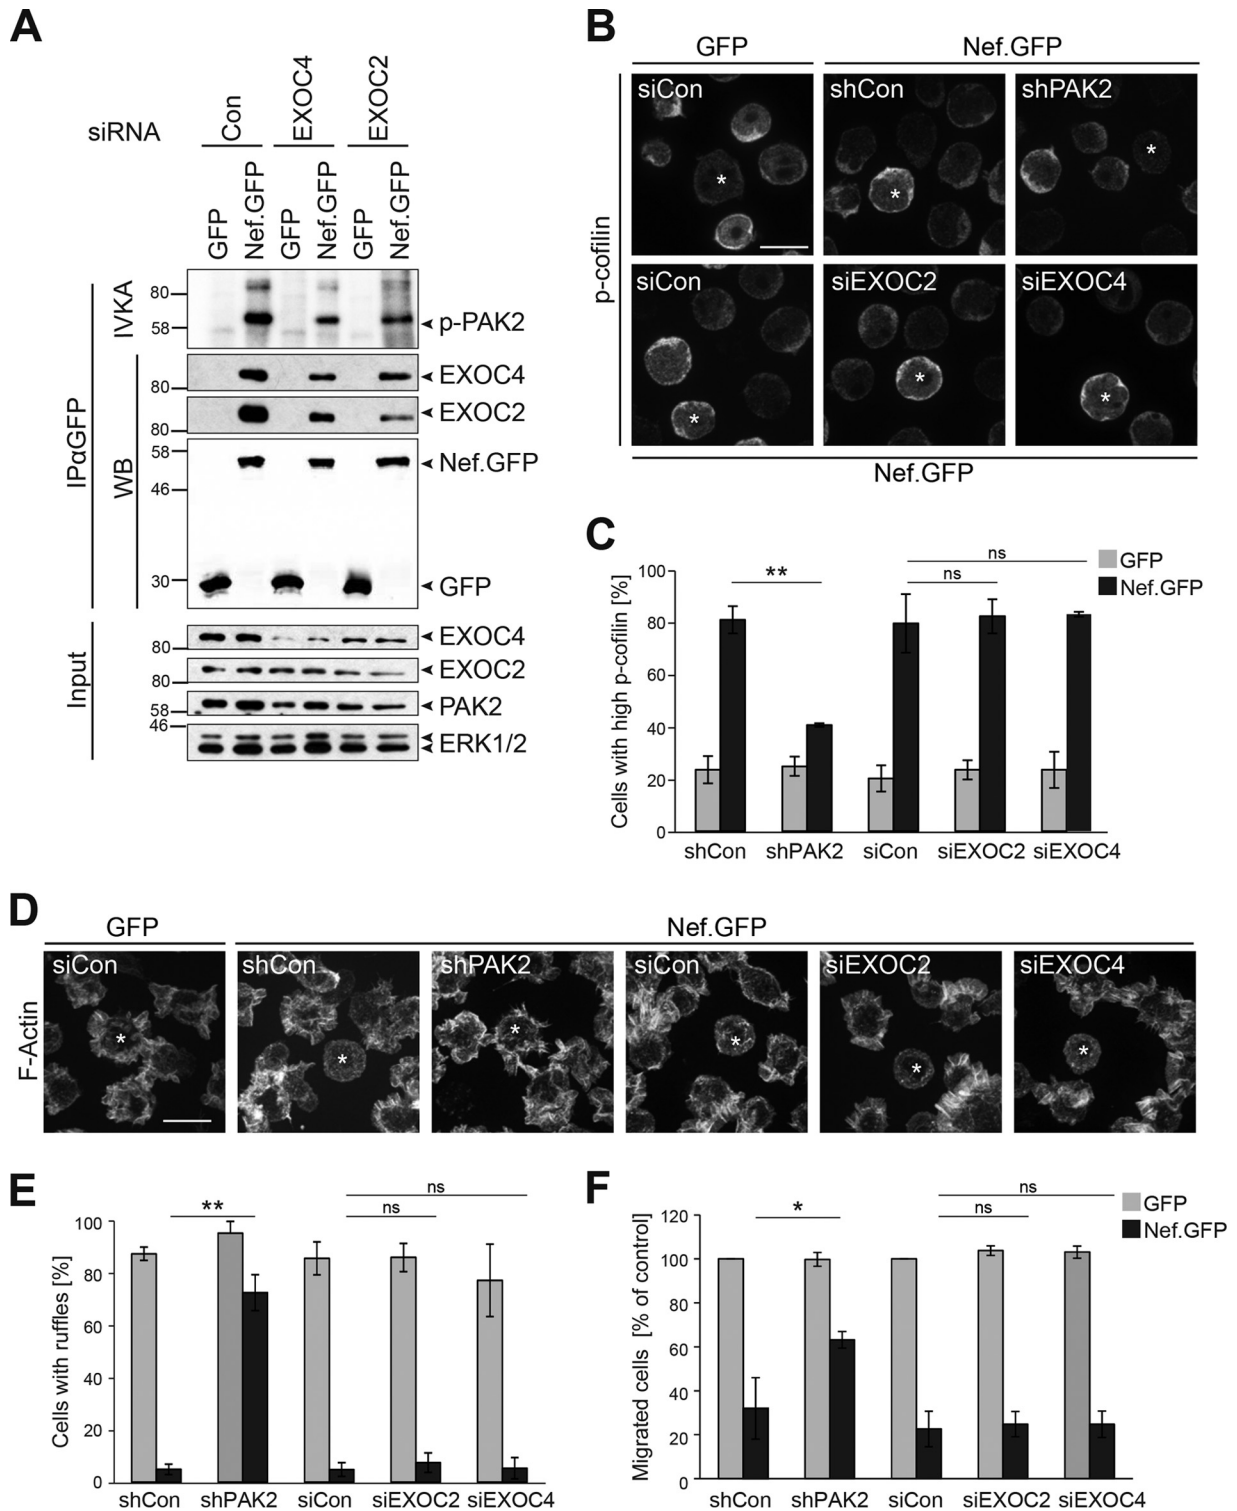 A
siRNA
Con
EXOC4
EXOC2
GFP
Nef.GFP
GFP
Nef.GFP
GFP
Nef.GFP
IPαGFP
IVKA
80
58
p-PAK2
WB
80
EXOC4
80
EXOC2
58
Nef.GFP
46
30
GFP
Input
80
EXOC4
80
EXOC2
58
PAK2
46
ERK1/2
B
GFP
Nef.GFP
p-cofilin
siCon
*
shCon
*
shPAK2
*
siCon
*
siEXOC2
*
siEXOC4
*
Nef.GFP
C
Cells with high p-cofilin [%]
100
80
60
40
20
0
**
ns
ns
GFP
Nef.GFP
shCon shPAK2 siCon siEXOC2 siEXOC4
D
GFP
Nef.GFP
F-Actin
siCon
*
shCon
*
shPAK2
*
siCon
*
siEXOC2
*
siEXOC4
*
E
Cells with ruffles [%]
100
80
60
40
20
0
**
ns
ns
shCon shPAK2 siCon siEXOC2 siEXOC4
F
Migrated cells [% of control]
120
100
80
60
40
20
0
*
ns
ns
GFP
Nef.GFP
shCon shPAK2 siCon siEXOC2 siEXOC4